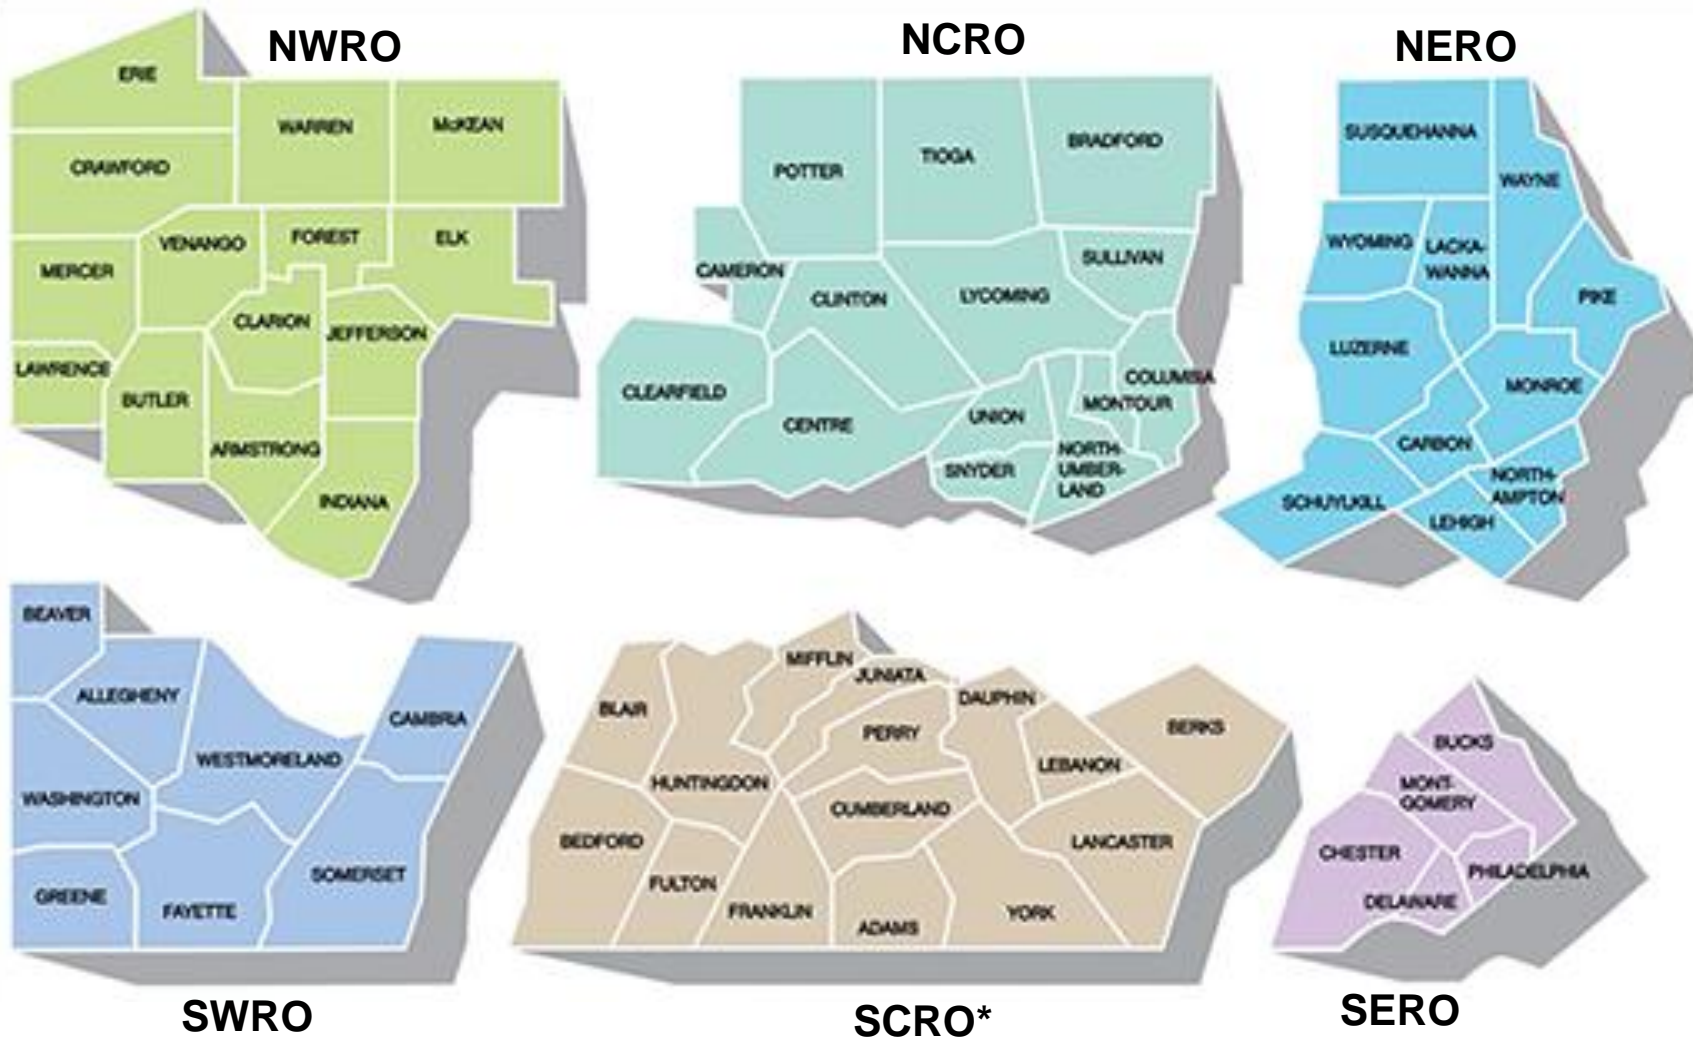 NWRO
ERIE
WARREN
McKEAN
CRAWFORD
VENANGO
FOREST
ELK
MERCER
CLARION
JEFFERSON
LAWRENCE
BUTLER
ARMSTRONG
INDIANA
NCRO
POTTER
TIOGA
BRADFORD
CAMERON
CLINTON
LYCOMING
SULLIVAN
CLEARFIELD
CENTRE
UNION
COLUMBIA
MONTOUR
SNYDER
NORTH-
UMBER-
LAND
NERO
SUSQUEHANNA
WAYNE
WYOMING
LACKA-
WANNA
PIKE
LUZERNE
MONROE
CARBON
NORTH-
AMPTON
SCHUYLKILL
LEHIGH
BEAVER
ALLEGHENY
CAMBRIA
WESTMORELAND
WASHINGTON
SOMERSET
GREENE
FAYETTE
SWRO
MIFFLIN
JUNIATA
BLAIR
DAUPHIN
PERRY
BERKS
HUNTINGDON
LEBANON
CUMBERLAND
BEDFORD
LANCASTER
FULTON
FRANKLIN
ADAMS
YORK
SCRO*
BUCKS
MONT-
GOMERY
CHESTER
PHILADELPHIA
DELAWARE
SERO